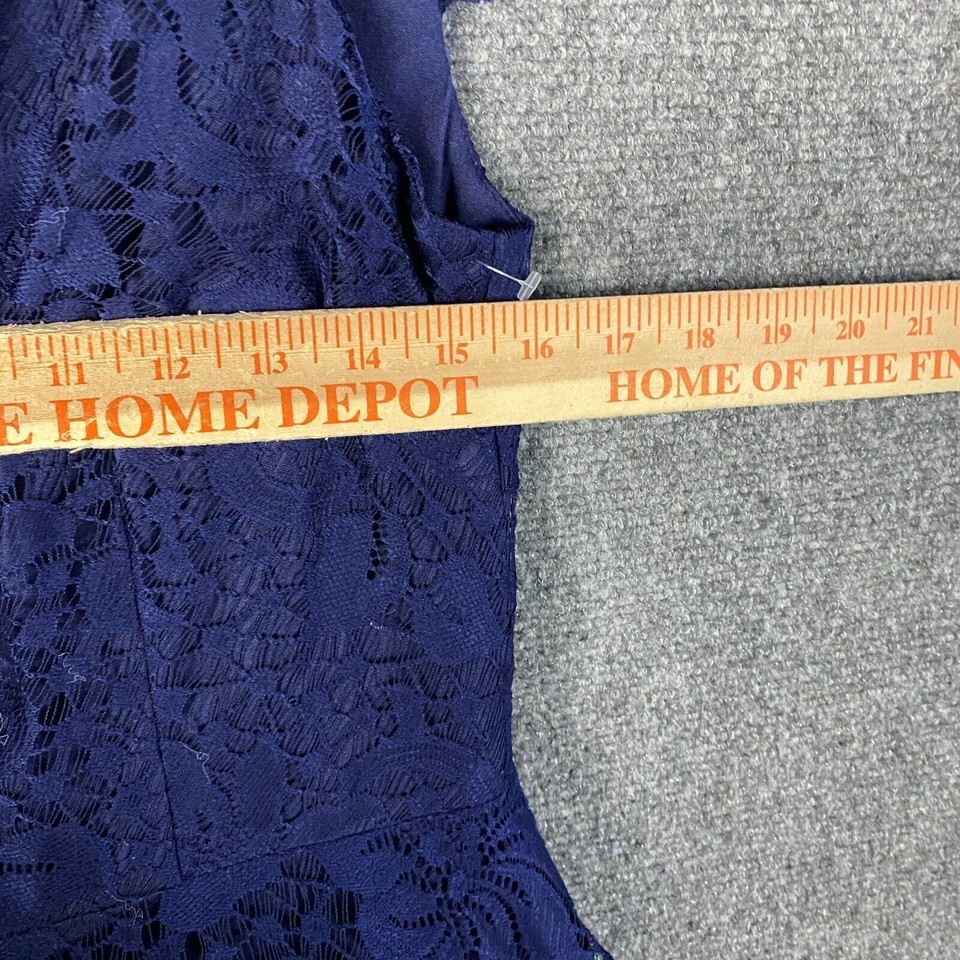 11 12 13 14 15 16 17 18 19 20 21
E HOME DEPOT HOME OF THE FIN